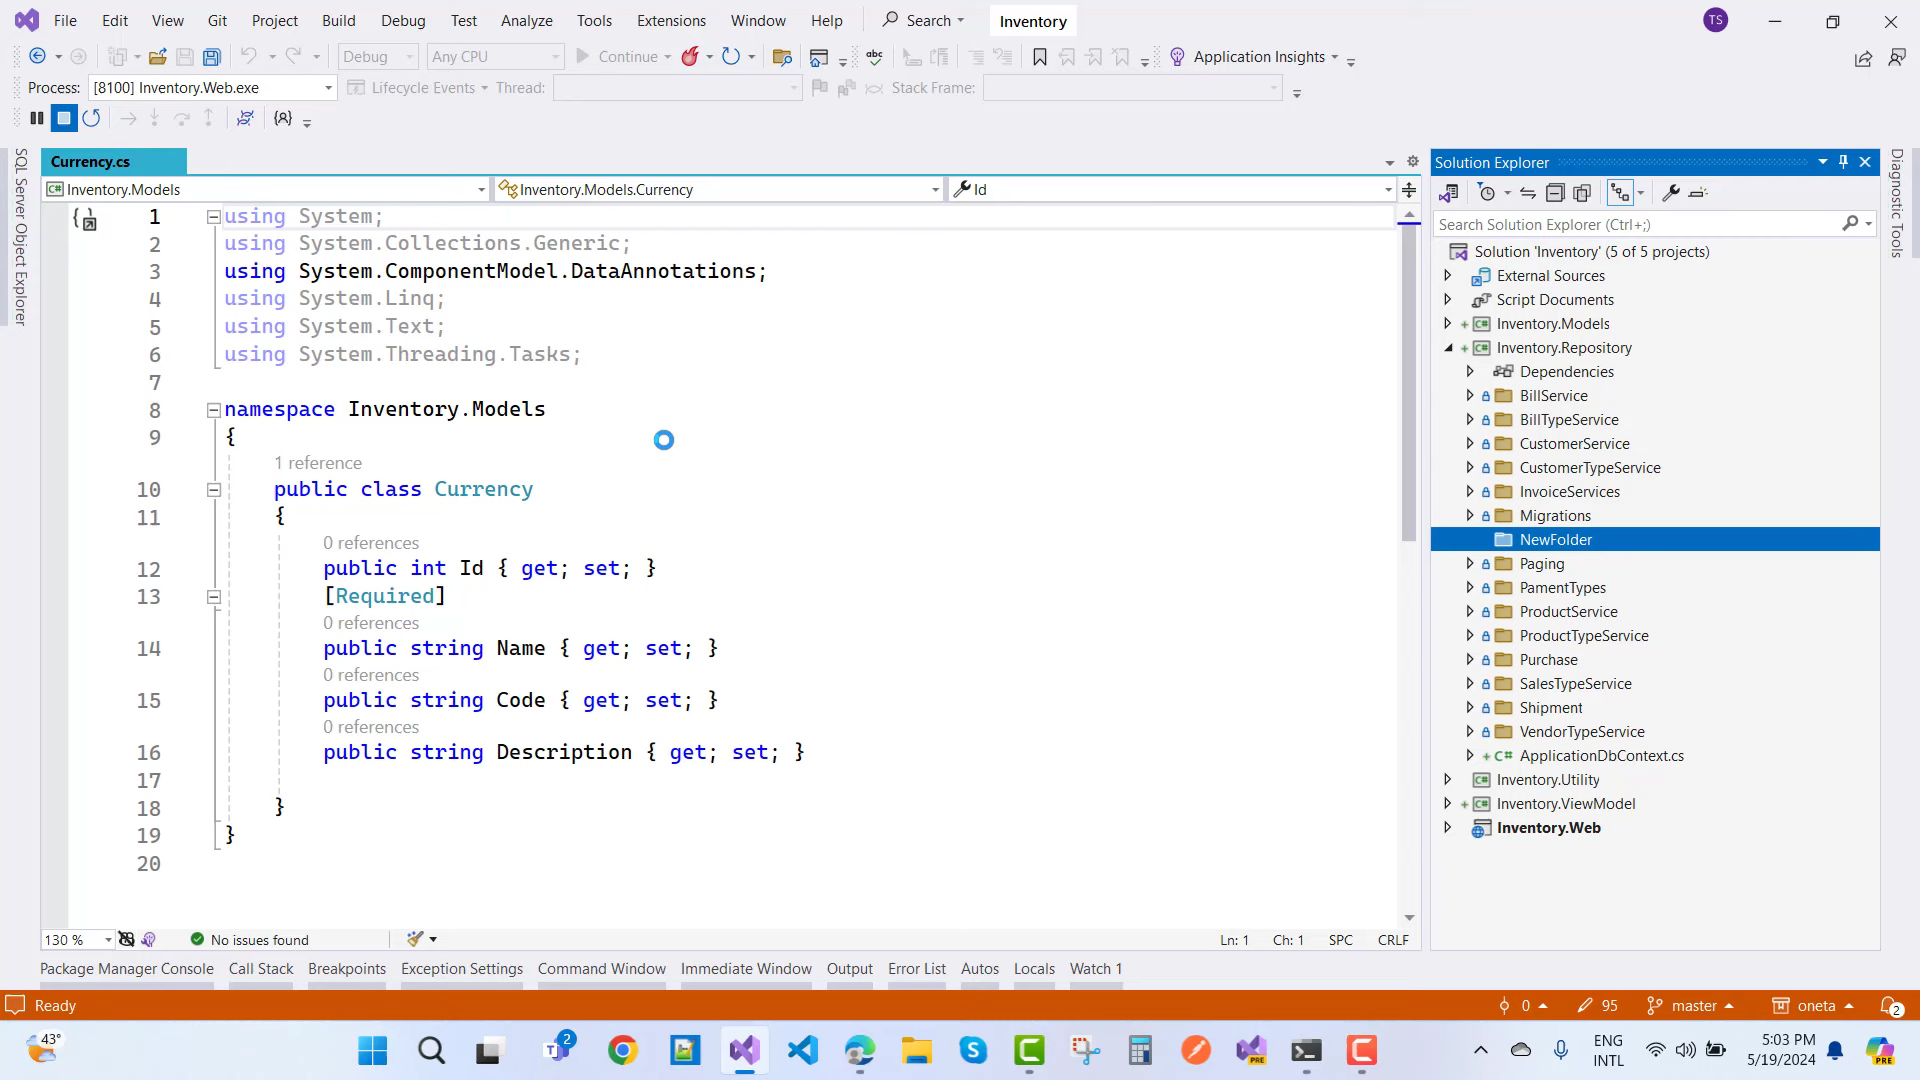 File Edit View Git Project Build Debug Test Analyze Tools Extensions Window Help Search Inventory TS
Debug Any CPU Continue abc Application Insights
Process: [8100] Inventory.Web.exe Lifecycle Events Thread: Stack Frame:
SQL Server Object Explorer
Currency.cs
Inventory.Models Inventory.Models.Currency Id
1 using System;
2 using System.Collections.Generic;
3 using System.ComponentModel.DataAnnotations;
4 using System.Linq;
5 using System.Text;
6 using System.Threading.Tasks;
7
8 namespace Inventory.Models
9 {
1 reference
10 public class Currency
11 {
0 references
12 public int Id { get; set; }
13 [Required]
0 references
14 public string Name { get; set; }
0 references
15 public string Code { get; set; }
0 references
16 public string Description { get; set; }
17
18 }
19 }
20
130 % No issues found Ln: 1 Ch: 1 SPC CRLF
Solution Explorer
Search Solution Explorer (Ctrl+;)
Solution 'Inventory' (5 of 5 projects)
External Sources
Script Documents
Inventory.Models
Inventory.Repository
Dependencies
BillService
BillTypeService
CustomerService
CustomerTypeService
InvoiceServices
Migrations
NewFolder
Paging
PamentTypes
ProductService
ProductTypeService
Purchase
SalesTypeService
Shipment
VendorTypeService
ApplicationDbContext.cs
Inventory.Utility
Inventory.ViewModel
Inventory.Web
Diagnostic Tools
Package Manager Console Call Stack Breakpoints Exception Settings Command Window Immediate Window Output Error List Autos Locals Watch 1
Ready 0 95 master oneta 2
43° 2 PRE ENG 5:03 PM PRE
INTL 5/19/2024